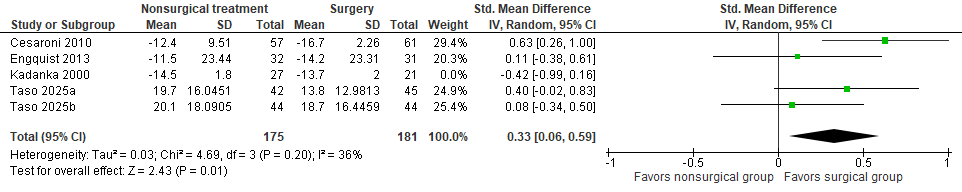 Nonsurgical treatment Surgery Std. Mean Difference Std. Mean Difference
Study or Subgroup Mean SD Total Mean SD Total Weight IV, Random, 95% CI IV, Random, 95% CI
Cesaroni 2010 -12.4 9.51 57 -16.7 2.26 61 29.4% 0.63 [0.26, 1.00]
Engquist 2013 -11.5 23.44 32 -14.2 23.31 31 20.3% 0.11 [-0.38, 0.61]
Kadanka 2000 -14.5 1.8 27 -13.7 2 21 0.0% -0.42 [-0.99, 0.16]
Taso 2025a 19.7 16.0451 42 13.8 12.9813 45 24.9% 0.40 [-0.02, 0.83]
Taso 2025b 20.1 18.0905 44 18.7 16.4459 44 25.4% 0.08 [-0.34, 0.50]
Total (95% CI) 175 181 100.0% 0.33 [0.06, 0.59]
Heterogeneity: Tau² = 0.03; Chi² = 4.69, df = 3 (P = 0.20); I² = 36%
Test for overall effect: Z = 2.43 (P = 0.01)
-1 -0.5 0 0.5 1
Favors nonsurgical group Favors surgical group